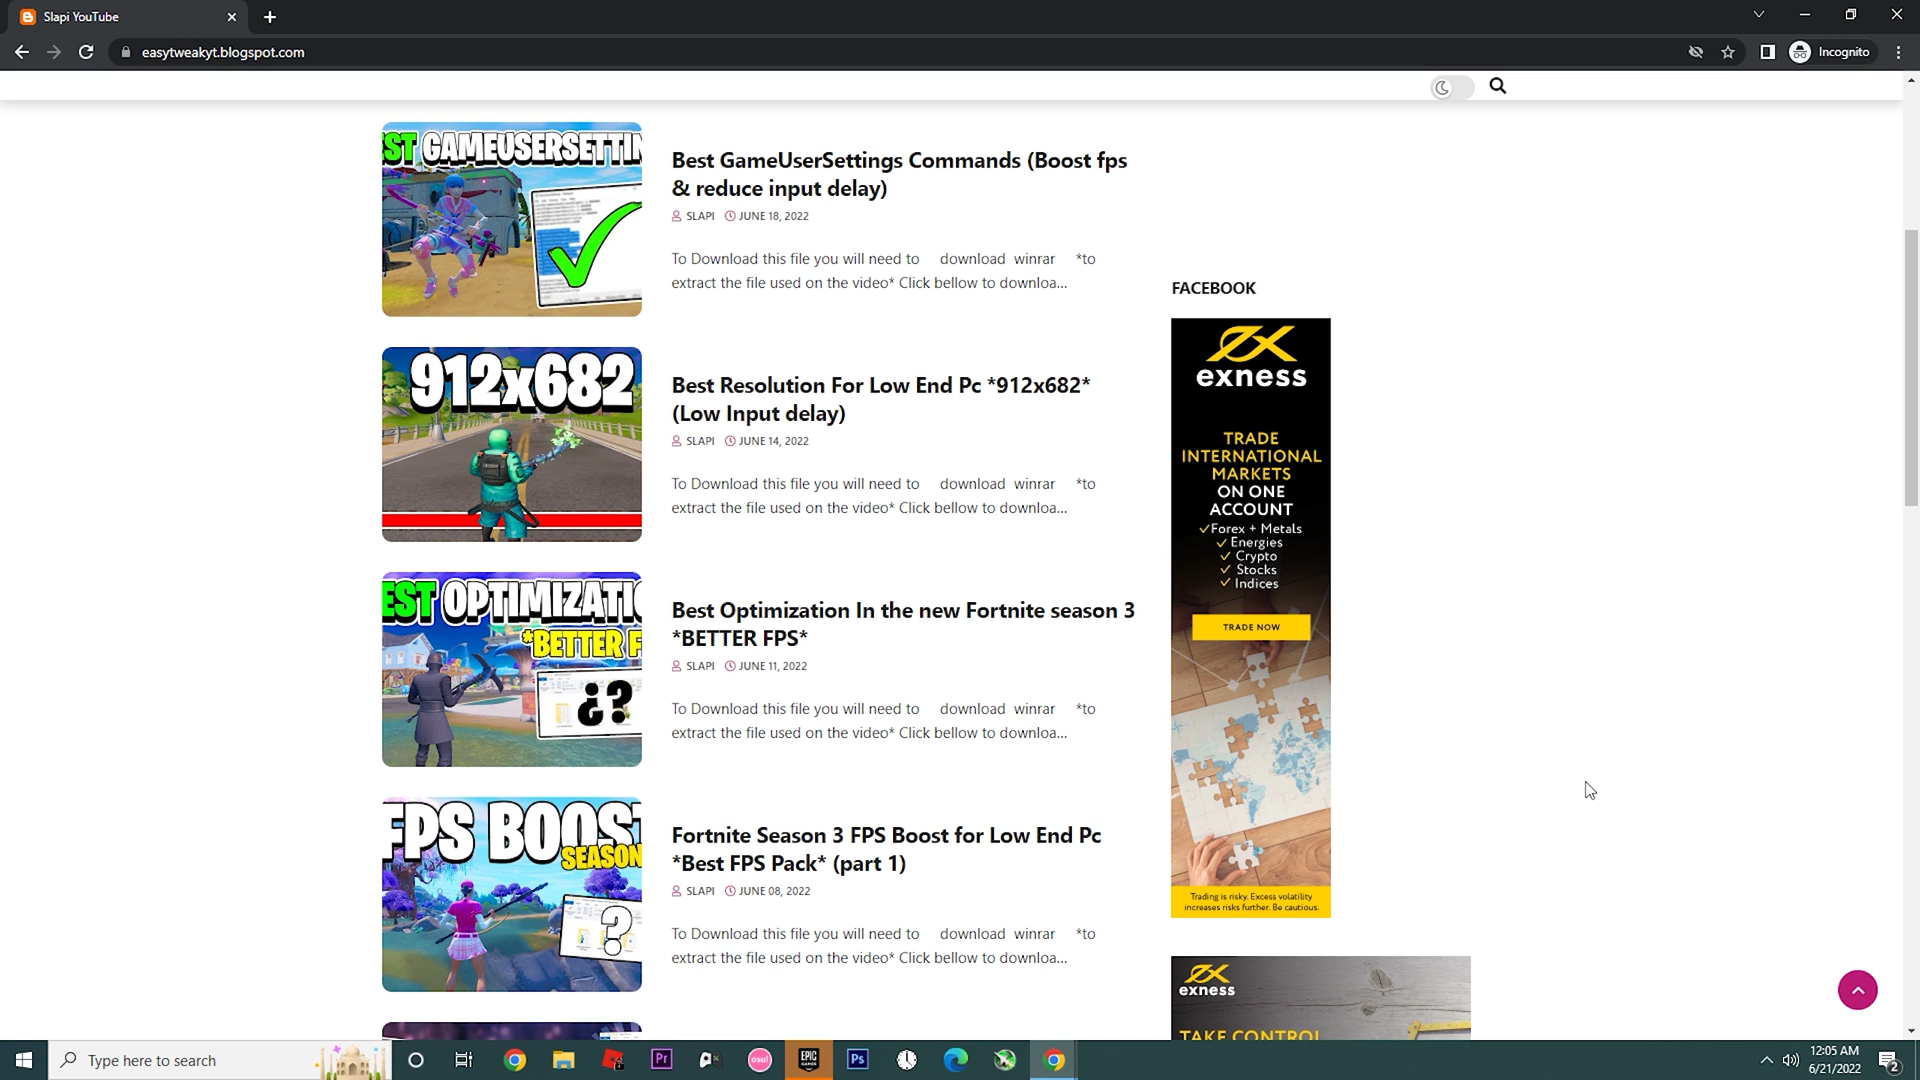 Slapi YouTube
easytweakyt.blogspot.com
Incognito
ST GAMEUSERSETTIN
Best GameUserSettings Commands (Boost fps
& reduce input delay)
SLAPI JUNE 18, 2022
To Download this file you will need to download winrar *to
extract the file used on the video* Click bellow to downloa...
912x682
Best Resolution For Low End Pc *912x682*
(Low Input delay)
SLAPI JUNE 14, 2022
To Download this file you will need to download winrar *to
extract the file used on the video* Click bellow to downloa...
EST OPTIMIZATIO
*BETTER F
¿?
Best Optimization In the new Fortnite season 3
*BETTER FPS*
SLAPI JUNE 11, 2022
To Download this file you will need to download winrar *to
extract the file used on the video* Click bellow to downloa...
FPS BOOST
SEASON
?
Fortnite Season 3 FPS Boost for Low End Pc
*Best FPS Pack* (part 1)
SLAPI JUNE 08, 2022
To Download this file you will need to download winrar *to
extract the file used on the video* Click bellow to downloa...
FACEBOOK
exness
TRADE
INTERNATIONAL
MARKETS
ON ONE
ACCOUNT
✓Forex + Metals
✓ Energies
✓ Crypto
✓ Stocks
✓ Indices
TRADE NOW
Trading is risky. Excess volatility
increases risks further. Be cautious.
exness
TAKE CONTROL
Type here to search
Pr
osu!
EPIC
GAMES
Ps
12:05 AM
6/21/2022
2